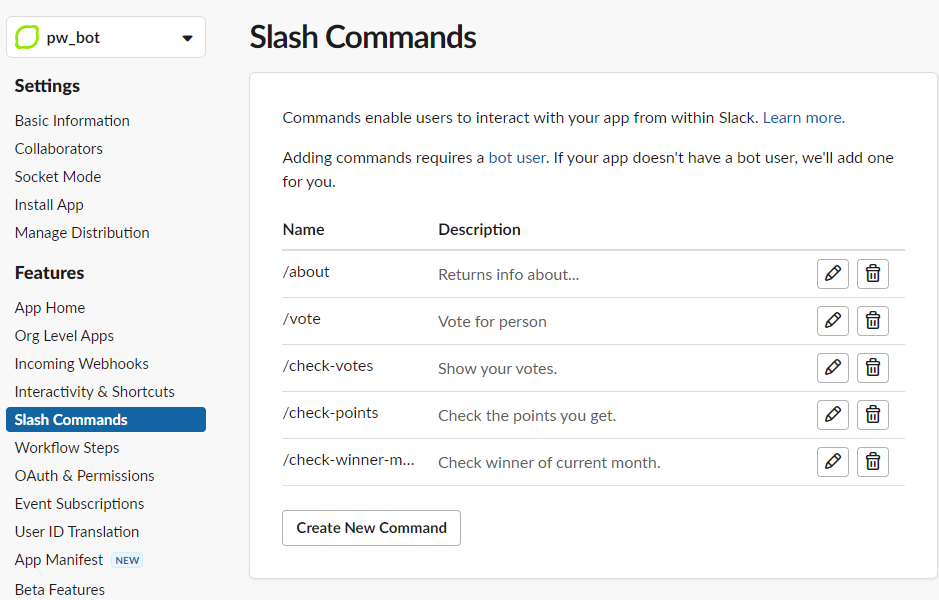 pw_bot
Settings
Basic Information
Collaborators
Socket Mode
Install App
Manage Distribution
Features
App Home
Org Level Apps
Incoming Webhooks
Interactivity & Shortcuts
Slash Commands
Workflow Steps
OAuth & Permissions
Event Subscriptions
User ID Translation
App Manifest NEW
Beta Features
Slash Commands
Commands enable users to interact with your app from within Slack. Learn more.
Adding commands requires a bot user. If your app doesn't have a bot user, we'll add one
for you.
Name Description
/about Returns info about...
/vote Vote for person
/check-votes Show your votes.
/check-points Check the points you get.
/check-winner-m... Check winner of current month.
Create New Command